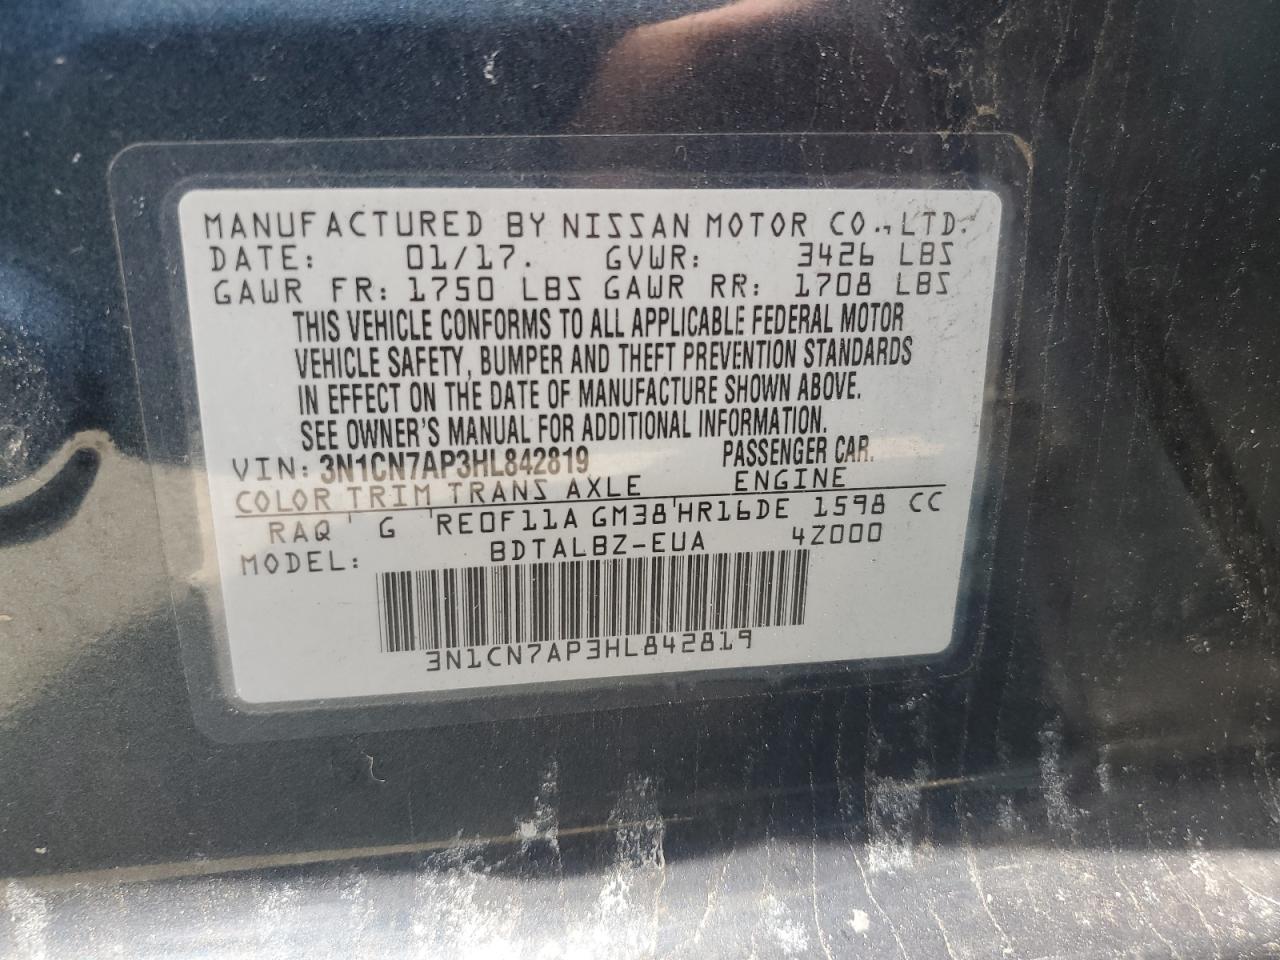 MANUFACTURED BY NISSAN MOTOR CO., LTD.
DATE: 01/17. GVWR: 3426 LBS
GAWR FR: 1750 LBS GAWR RR: 1708 LBS
THIS VEHICLE CONFORMS TO ALL APPLICABLE FEDERAL MOTOR
VEHICLE SAFETY, BUMPER AND THEFT PREVENTION STANDARDS
IN EFFECT ON THE DATE OF MANUFACTURE SHOWN ABOVE.
SEE OWNER'S MANUAL FOR ADDITIONAL INFORMATION.
VIN: 3N1CN7AP3HL842819 PASSENGER CAR.
COLOR TRIM TRANS AXLE ENGINE
RAQ G RE0F11A GM38 HR16DE 1598 CC
MODEL: BDTALBZ-EUA 4Z000
3N1CN7AP3HL842819